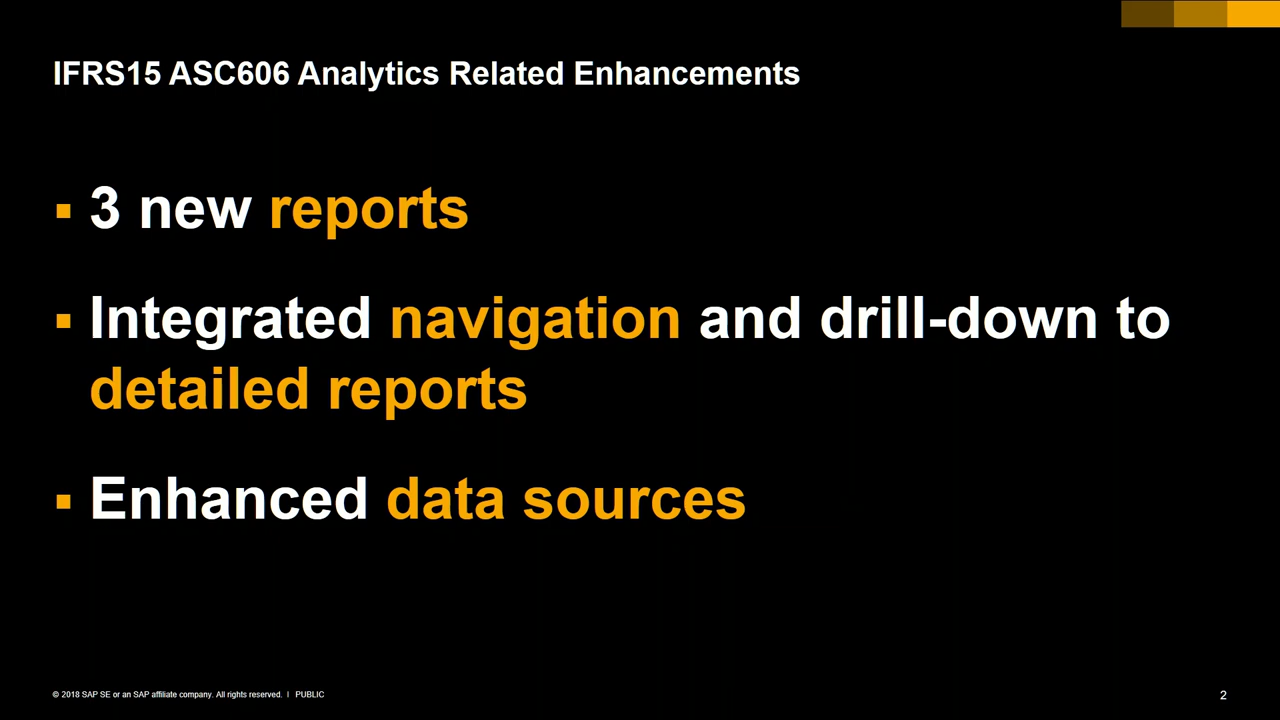 IFRS15 ASC606 Analytics Related Enhancements
▪ 3 new reports
▪ Integrated navigation and drill-down to
detailed reports
▪ Enhanced data sources
© 2018 SAP SE or an SAP affiliate company. All rights reserved. | PUBLIC
2